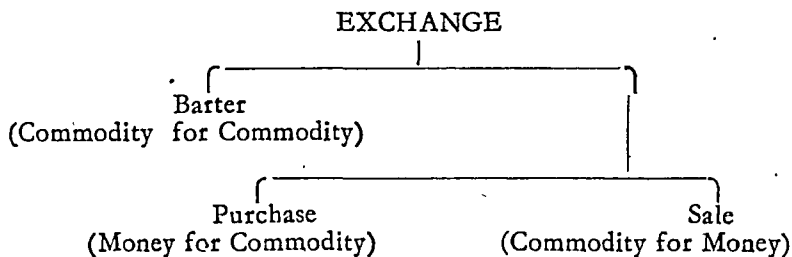 EXCHANGE
Barter
(Commodity for Commodity)
Purchase
Sale
(Money for Commodity)
(Commodity for Money)